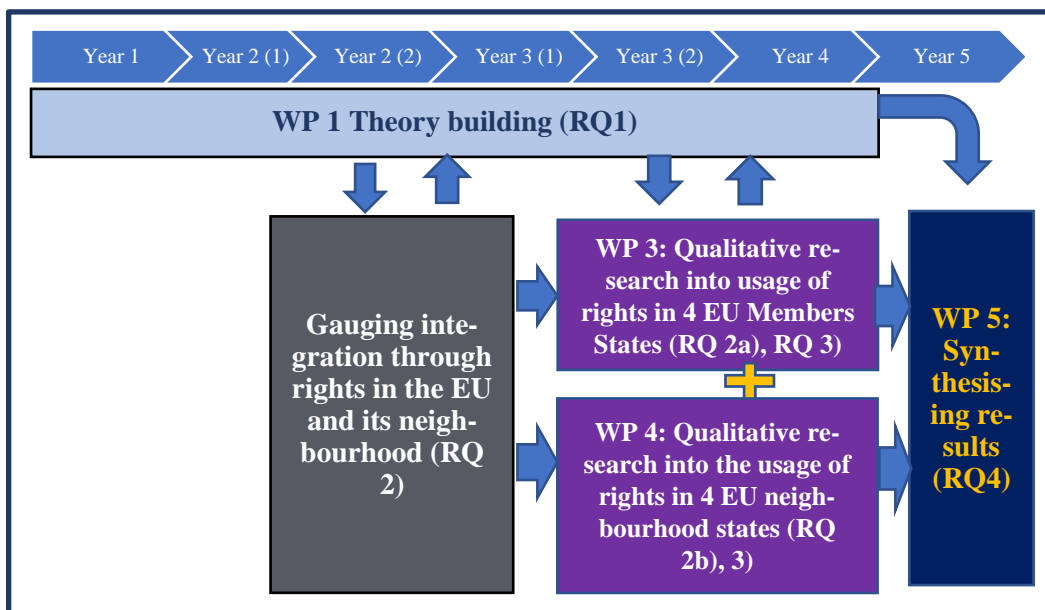 Year 1
Year 2 (1)
Year 2 (2)
Year 3 (1)
Year 3 (2)
Year 4
Year 5
WP 1 Theory building (RQ1)
Gauging inte-
gration through
rights in the EU
and its neigh-
bourhood (RQ
2)
WP 3: Qualitative re-
search into usage of
rights in 4 EU Members
States (RQ 2a), RQ 3)
WP 4: Qualitative re-
search into the usage of
rights in 4 EU neigh-
bourhood states (RQ
2b), 3)
WP 5:
Syn-
thesis-
ing re-
sults
(RQ4)